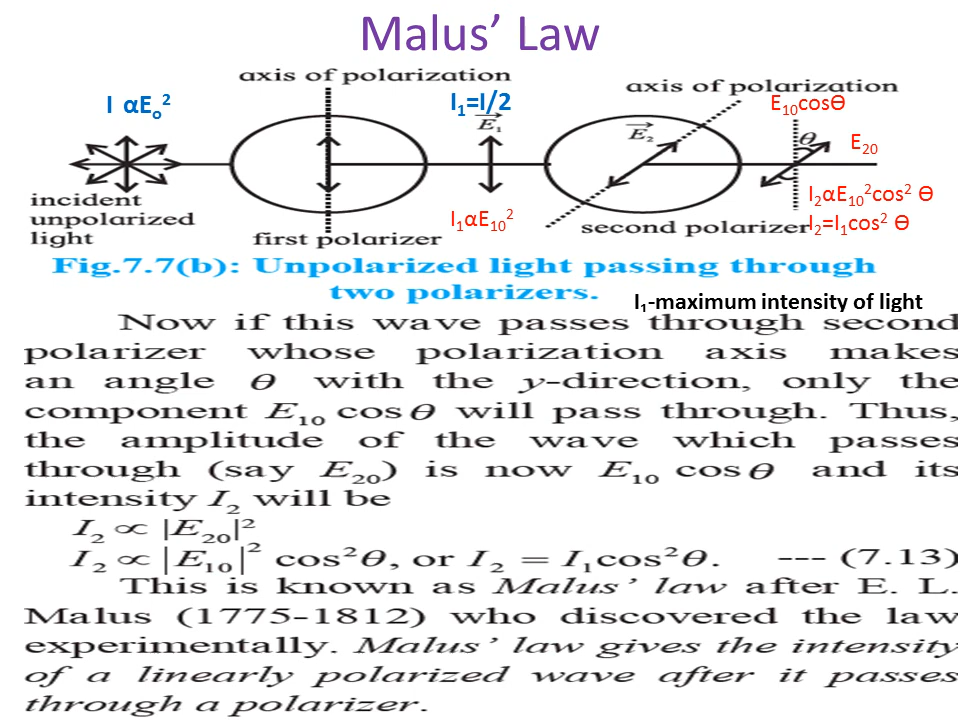 Malus’ Law
axis of polarization
I αEₒ²
I₁=I/2
axis of polarization
E₁₀cosӨ
E⃗₁
E⃗₂
θ
E₂₀
incident
unpolarized
light
first polarizer
I₁αE₁₀²
second polarizer
I₂αE₁₀²cos² Ө
I₂=I₁cos² Ө
Fig.7.7(b): Unpolarized light passing through
two polarizers.
I₁-maximum intensity of light
Now if this wave passes through second
polarizer whose polarization axis makes
an angle θ with the y-direction, only the
component E₁₀ cosθ will pass through. Thus,
the amplitude of the wave which passes
through (say E₂₀) is now E₁₀ cosθ and its
intensity I₂ will be
I₂ ∝ |E₂₀|²
I₂ ∝ |E₁₀|² cos²θ, or I₂ = I₁cos²θ. --- (7.13)
This is known as Malus’ law after E. L.
Malus (1775-1812) who discovered the law
experimentally. Malus’ law gives the intensity
of a linearly polarized wave after it passes
through a polarizer.